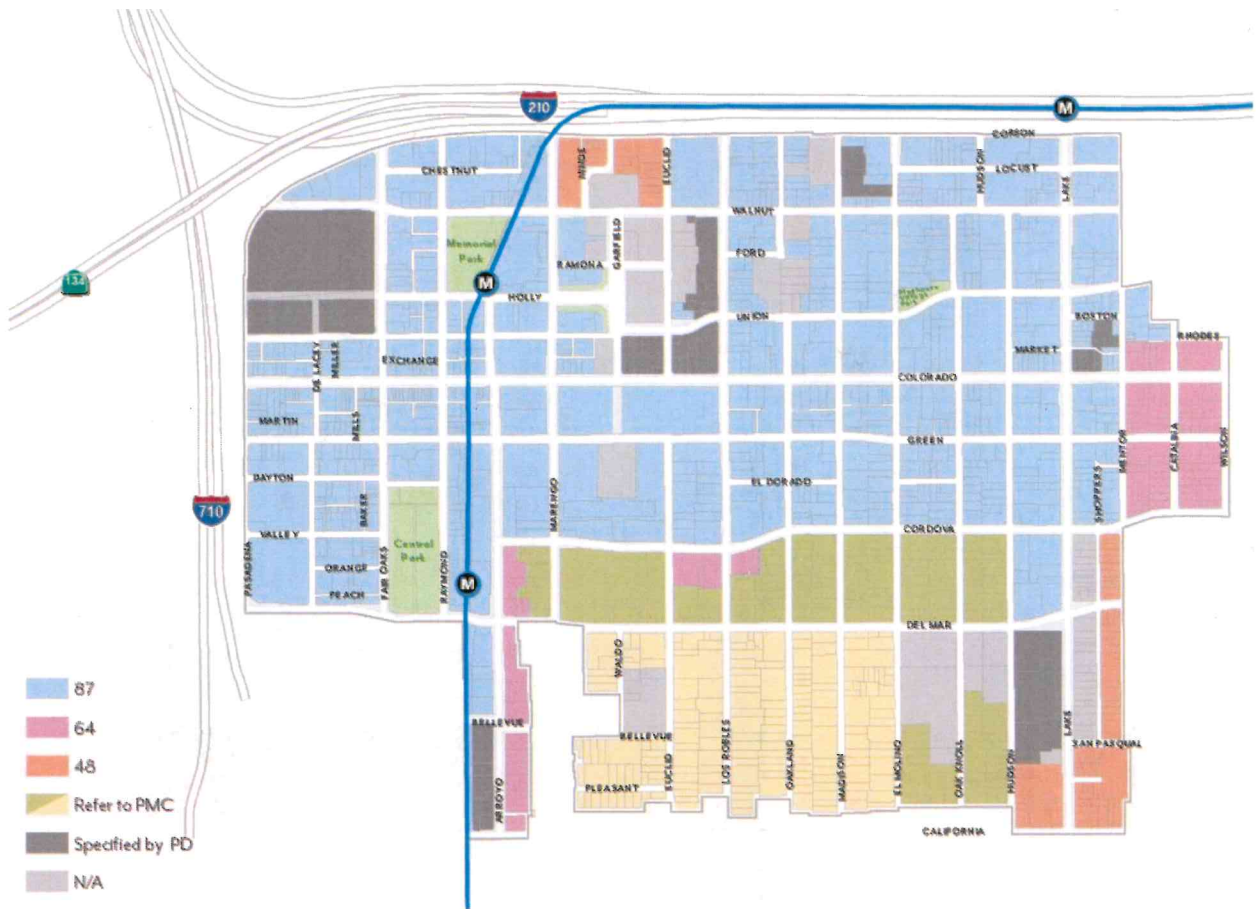 210
M
CORSON
LOCUST
HUDSON
LAKE
CHESTNUT
EUCLID
WALNUT
GARFIELD
FORD
Memorial
Park
RAMONA
134
M
HOLLY
UNION
BOSTON
RHODES
MARKET
DE LACEY
MILLER
EXCHANGE
COLORADO
MARTIN
MILLS
GREEN
MENTOR
CATALINA
WILSON
DAYTON
EL DORADO
SHOPPERS
BAKER
MARENGO
710
VALLEY
CORDOVA
Central
Park
PASADENA
ORANGE
FAIR OAKS
RAYMOND
M
PEACH
DEL MAR
WALDO
87
64
BELLEVUE
LAKE
48
BELLEVUE
SAN PASQUAL
EUCLID
LOS ROBLES
OAKLAND
MADISON
EL MOLINO
OAK KNOLL
HUDSON
PLEASANT
Refer to PMC
ARROYO
CALIFORNIA
Specified by PD
N/A